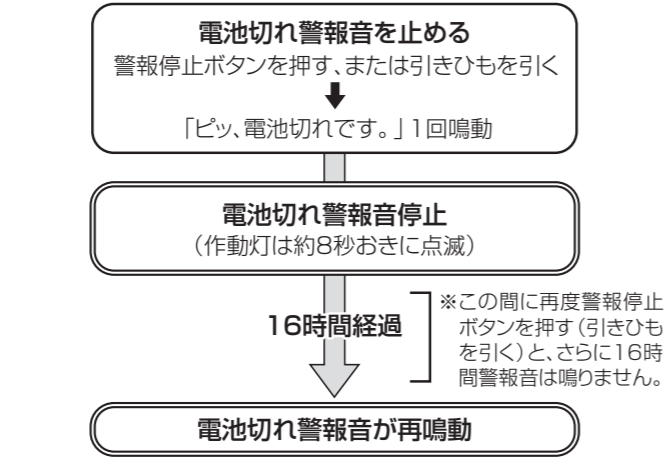 電池切れ警報音を止める
警報停止ボタンを押す、または引きひもを引く
「ピッ、電池切れです。」1回鳴動
電池切れ警報音停止
（作動灯は約8秒おきに点滅）
16時間経過
※この間に再度警報停止
ボタンを押す（引きひも
を引く）と、さらに16時
間警報音は鳴りません。
電池切れ警報音が再鳴動